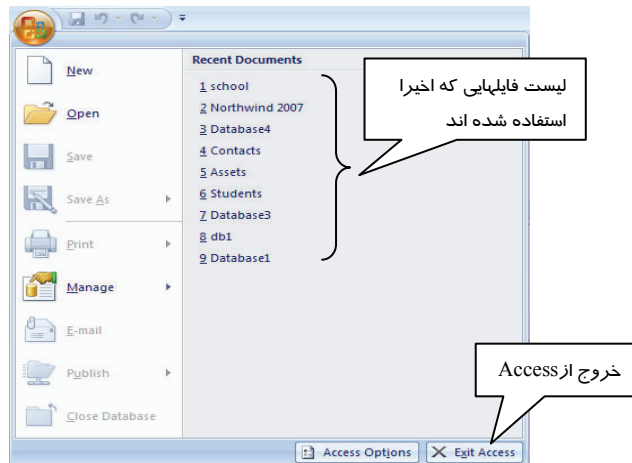 New
Open
Save
Save As
Print
Manage
E-mail
Publish
Close Database
Recent Documents
1 school
2 Northwind 2007
3 Database4
4 Contacts
5 Assets
6 Students
7 Database3
8 db1
9 Database1
لیست فایلهایی که اخیرا
استفاده شده اند
خروج ازAccess
Access Options
Exit Access